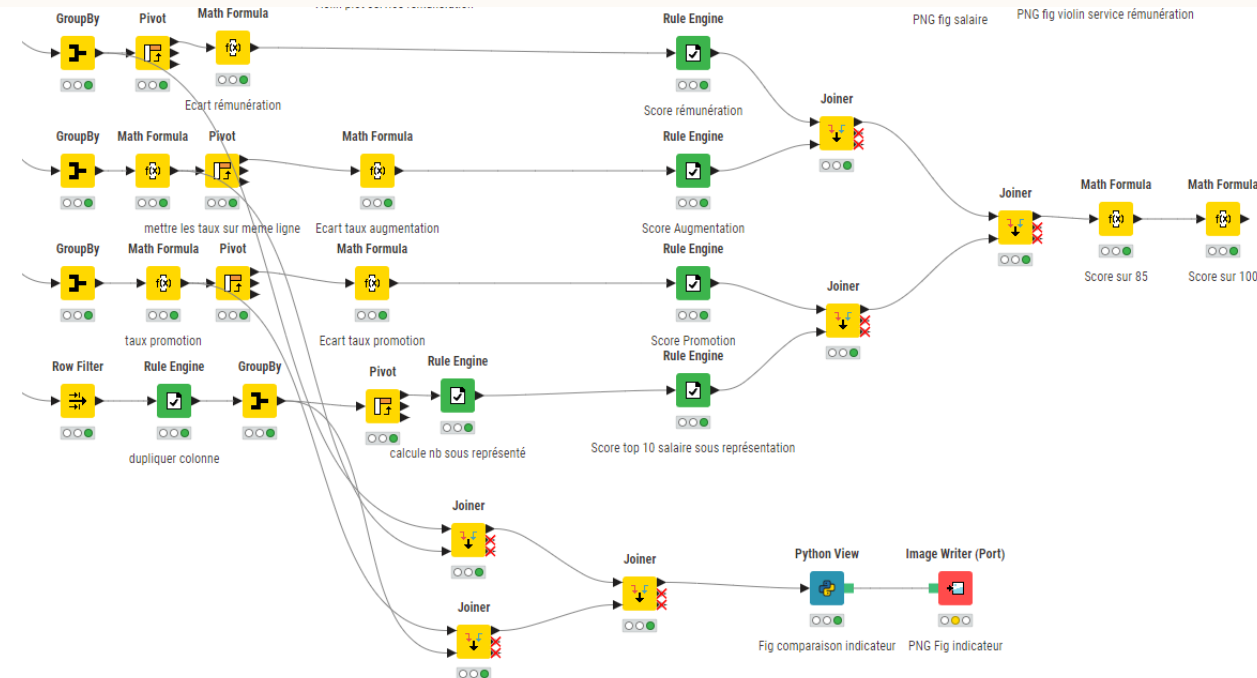 GroupBy
Pivot
Math Formula
Rule Engine
PNG fig salaire
PNG fig violin service rémunération
Ecart rémunération
Score rémunération
Joiner
GroupBy
Math Formula
Pivot
Math Formula
Rule Engine
mettre les taux sur meme ligne
Ecart taux augmentation
Score Augmentation
Joiner
Math Formula
Math Formula
Score sur 85
Score sur 100
GroupBy
Math Formula
Pivot
Math Formula
Rule Engine
Joiner
taux promotion
Ecart taux promotion
Score Promotion
Row Filter
Rule Engine
GroupBy
Pivot
Rule Engine
Rule Engine
dupliquer colonne
calcule nb sous représenté
Score top 10 salaire sous représentation
Joiner
Joiner
Joiner
Python View
Image Writer (Port)
Fig comparaison indicateur
PNG Fig indicateur